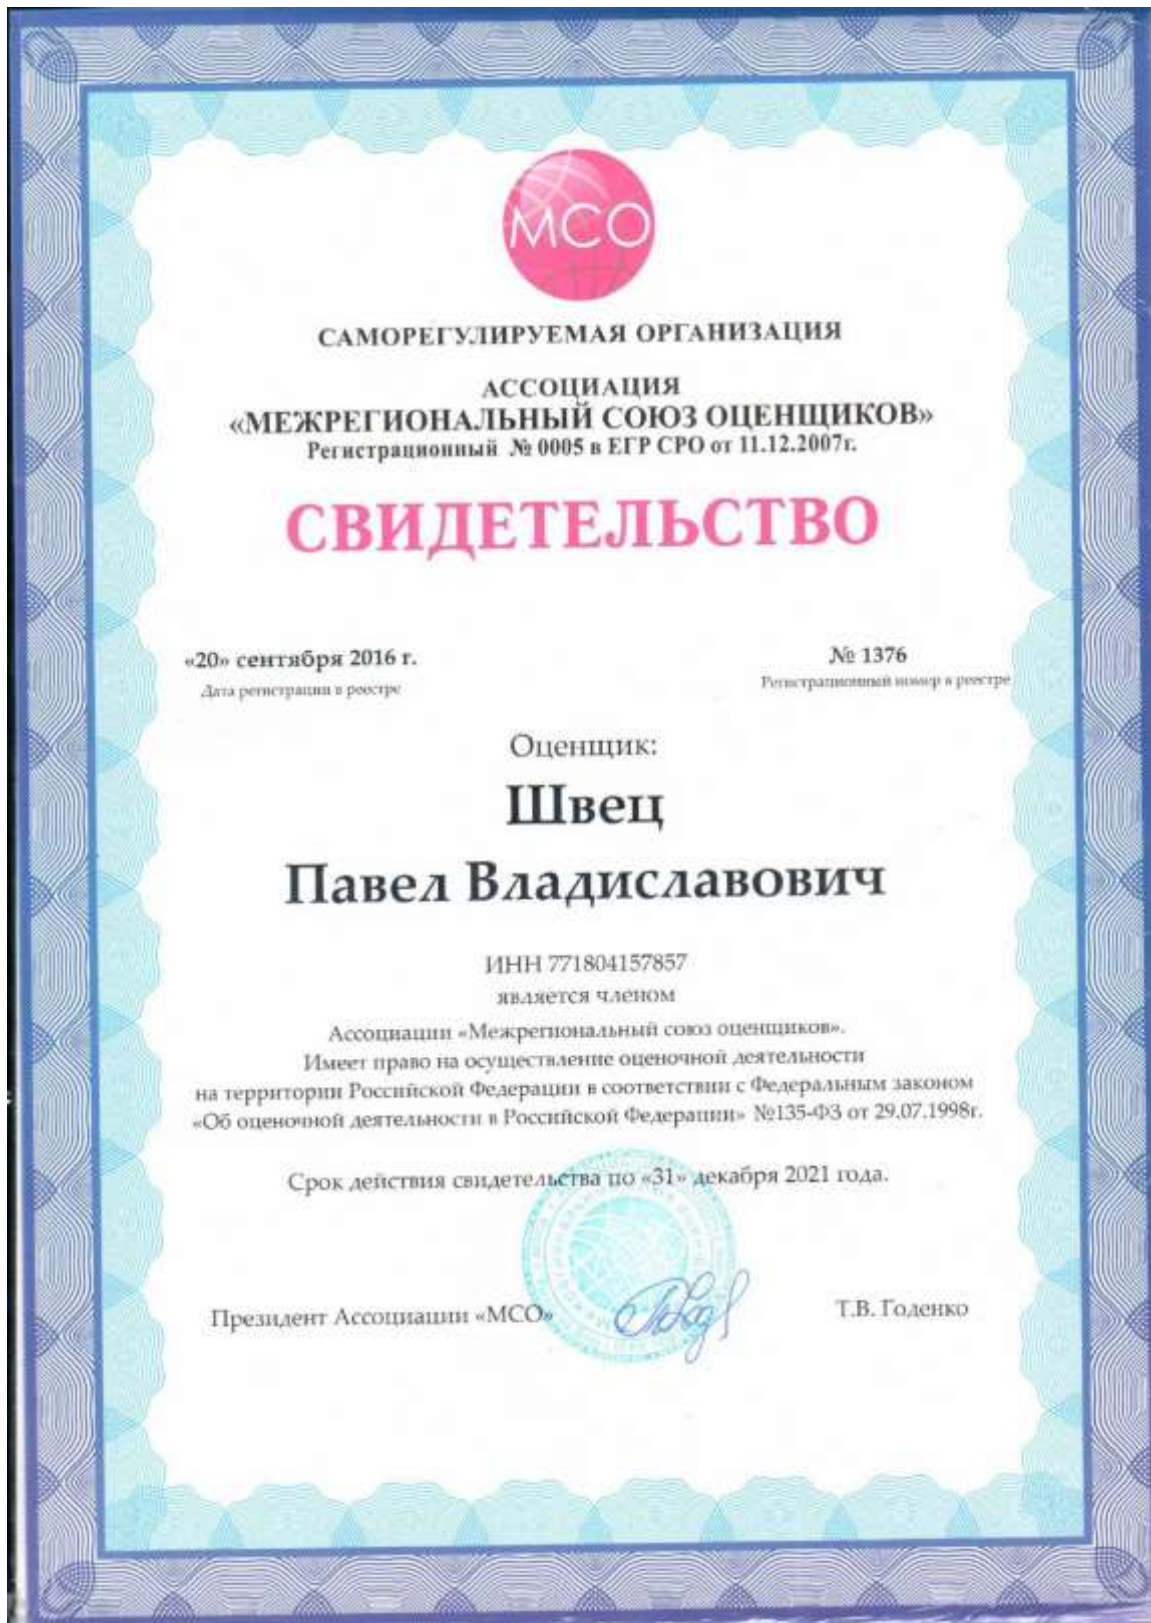 МСО
САМОРЕГУЛИРУЕМАЯ ОРГАНИЗАЦИЯ
АССОЦИАЦИЯ
«МЕЖРЕГИОНАЛЬНЫЙ СОЮЗ ОЦЕНЩИКОВ»
Регистрационный № 0005 в ЕГР СРО от 11.12.2007г.
СВИДЕТЕЛЬСТВО
«20» сентября 2016 г.
№ 1376
Дата регистрации в реестре
Регистрационный номер в реестре
Оценщик:
Швец
Павел Владиславович
ИНН 771804157857
является членом
Ассоциации «Межрегиональный союз оценщиков».
Имеет право на осуществление оценочной деятельности
на территории Российской Федерации в соответствии с Федеральным законом
«Об оценочной деятельности в Российской Федерации» №135-ФЗ от 29.07.1998г.
Срок действия свидетельства по «31» декабря 2021 года.
Президент Ассоциации «МСО»
Т.В. Годенко